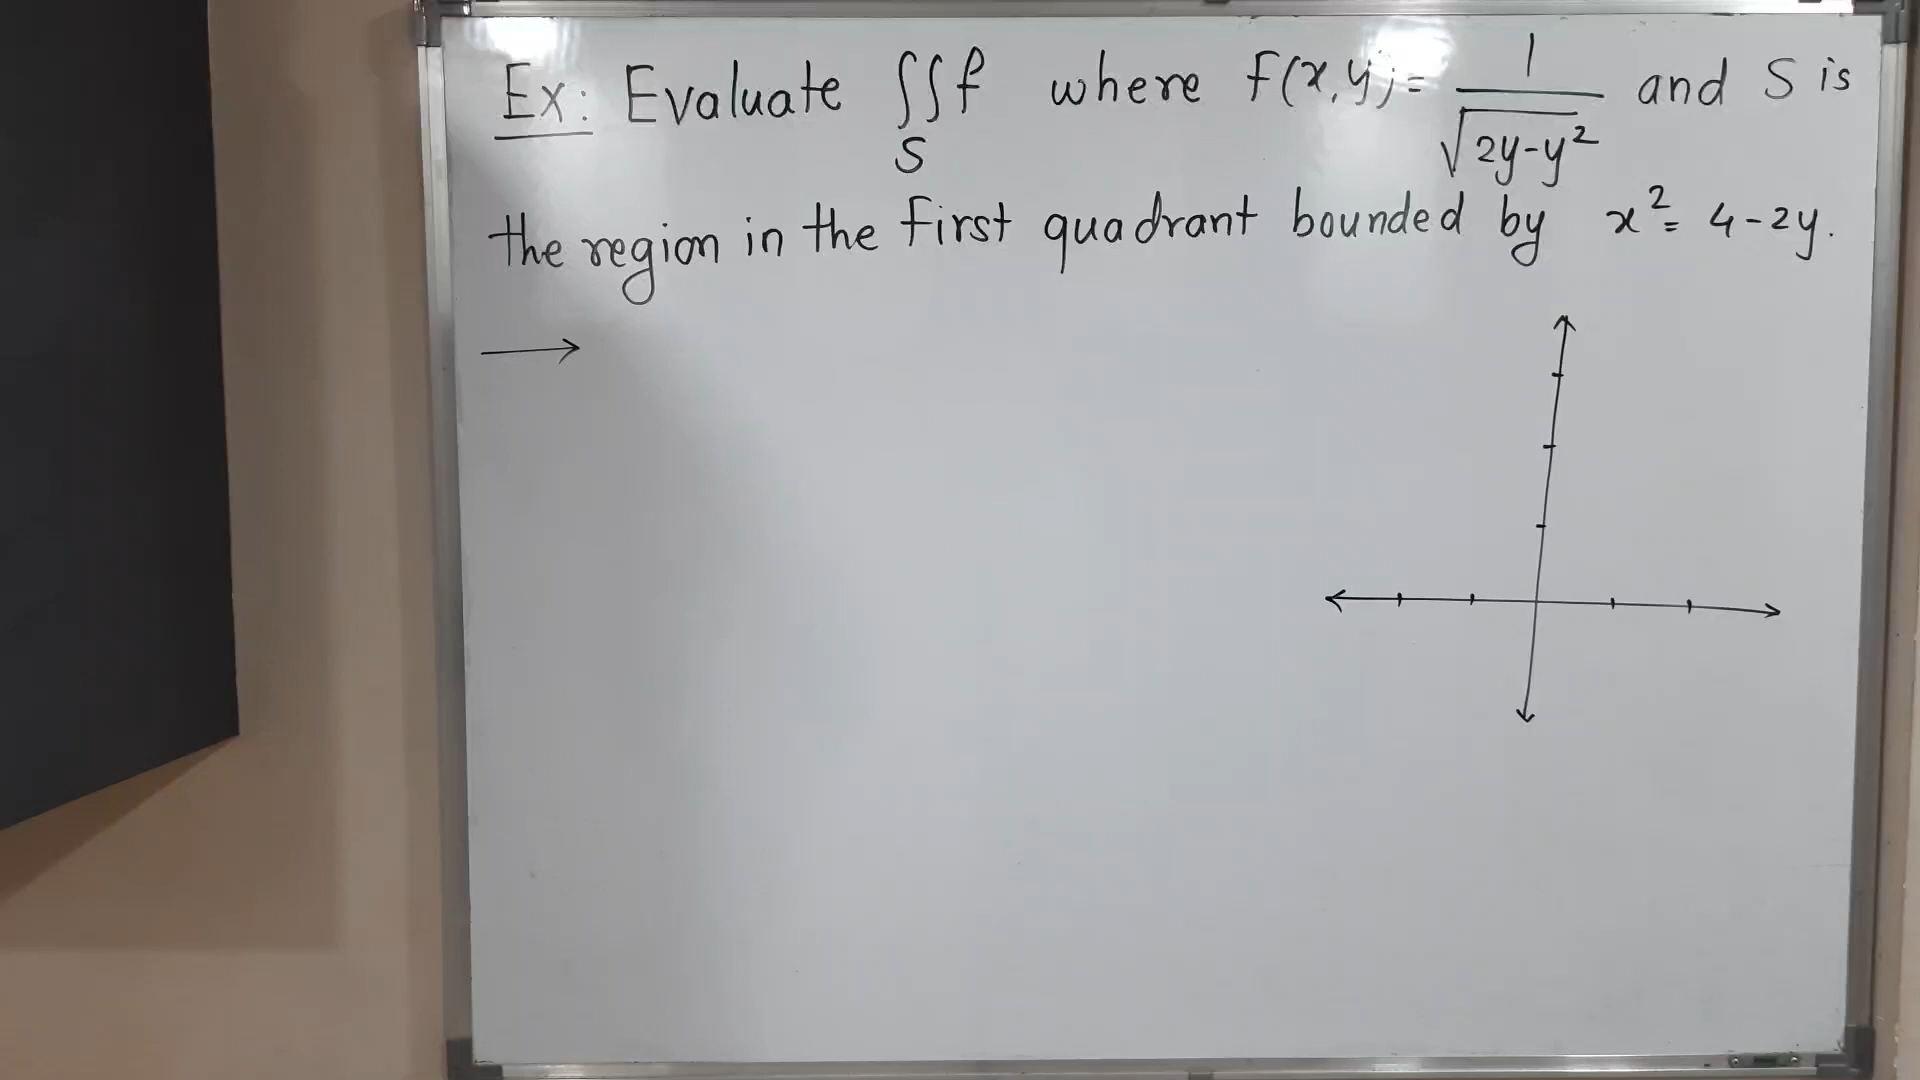 Ex: Evaluate ∬f where f(x,y) = 1/√(2y-y²) and S is
S
the region in the first quadrant bounded by x² = 4-2y.